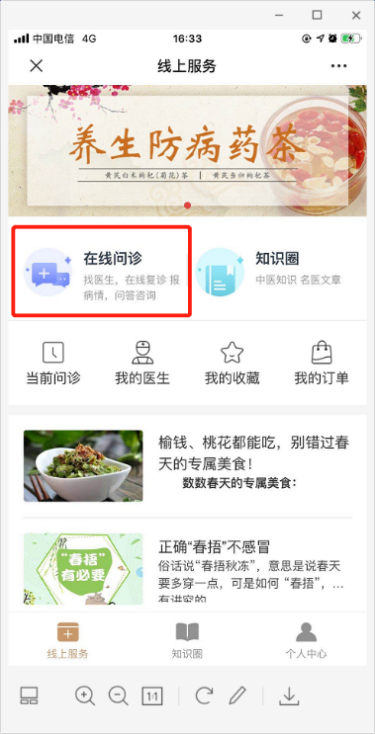 中国电信 4G 16:33
线上服务
养生防病药茶
黄芪白术枸杞(菊花)茶 | 黄芪当归枸杞茶
在线问诊
找医生，在线复诊 报
病情，问答咨询
知识圈
中医知识 名医文章
当前问诊 我的医生 我的收藏 我的订单
榆钱、桃花都能吃，别错过春
天的专属美食！
数数春天的专属美食：
“春捂”
有必要
正确“春捂”不感冒
俗话说“春捂秋冻”，意思是说春天
要多穿一点，可是如何“春捂”，...
有讲究的
线上服务 知识圈 个人中心
1:1